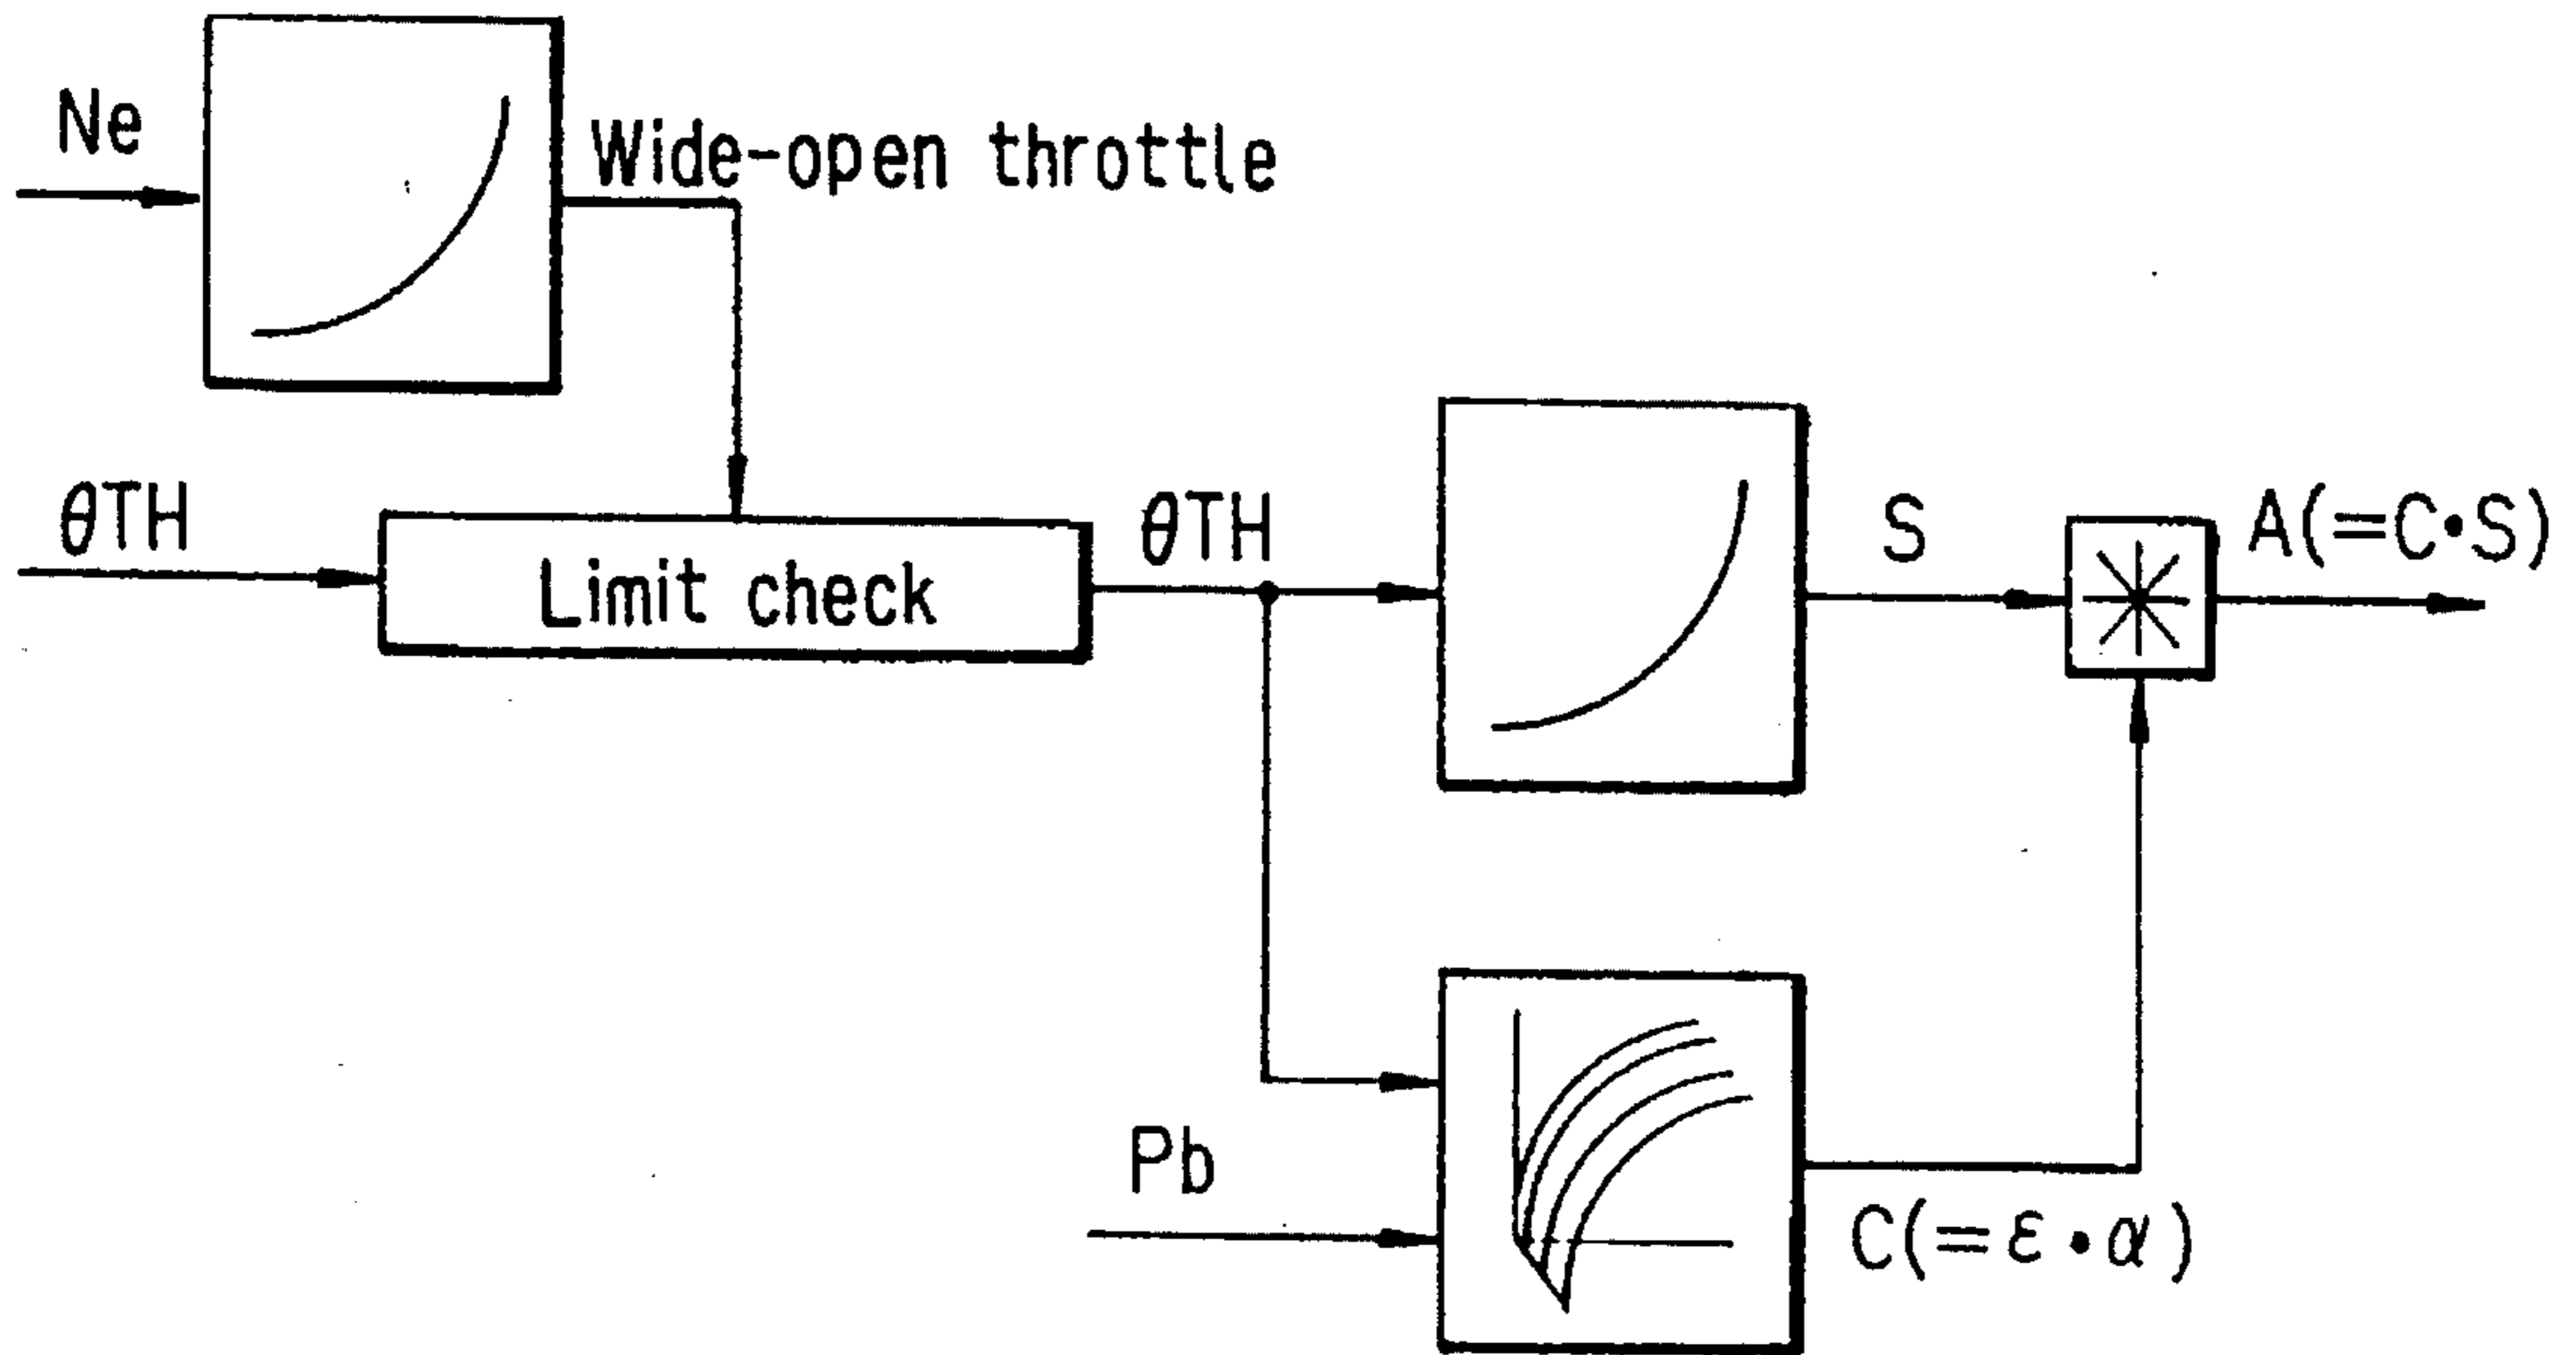 Ne
Wide-open throttle
θTH
Limit check
θTH
S
A(=C•S)
Pb
C(=ε•α)